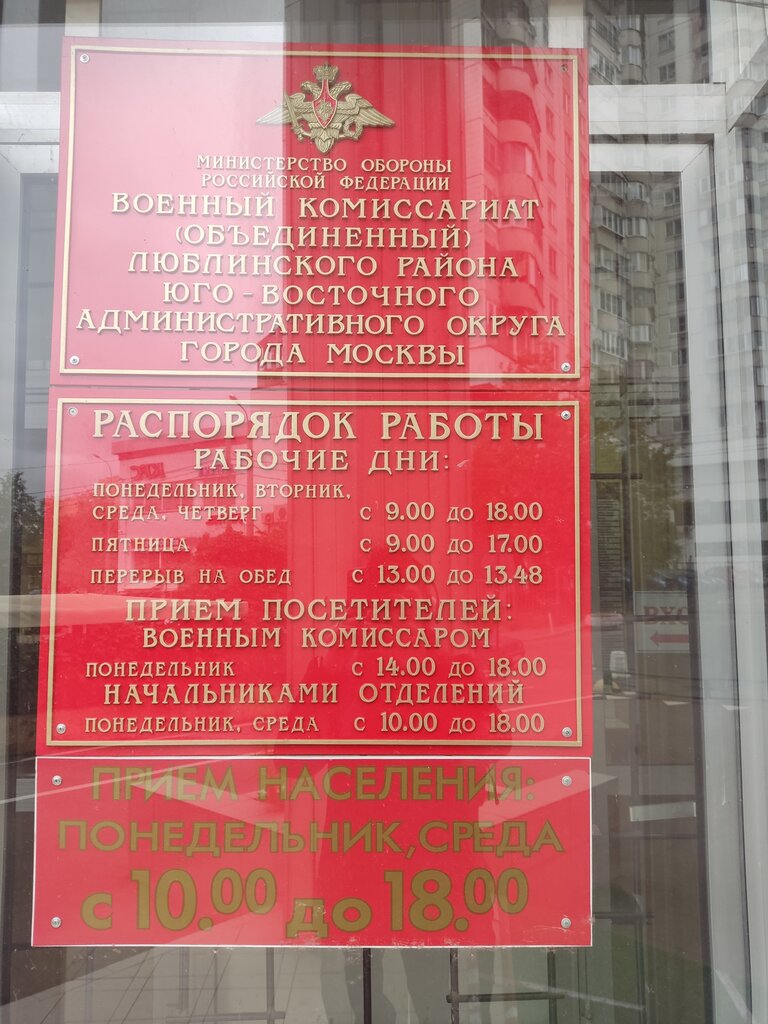 МИНИСТЕРСТВО ОБОРОНЫ
РОССИЙСКОЙ ФЕДЕРАЦИИ
ВОЕННЫЙ КОМИССАРИАТ
(ОБЪЕДИНЕННЫЙ)
ЛЮБЛИНСКОГО РАЙОНА
ЮГО-ВОСТОЧНОГО
АДМИНИСТРАТИВНОГО ОКРУГА
ГОРОДА МОСКВЫ
РАСПОРЯДОК РАБОТЫ
РАБОЧИЕ ДНИ:
ПОНЕДЕЛЬНИК, ВТОРНИК,
СРЕДА, ЧЕТВЕРГ С 9.00 ДО 18.00
ПЯТНИЦА С 9.00 ДО 17.00
ПЕРЕРЫВ НА ОБЕД С 13.00 ДО 13.48
ПРИЕМ ПОСЕТИТЕЛЕЙ:
ВОЕННЫМ КОМИССАРОМ
ПОНЕДЕЛЬНИК С 14.00 ДО 18.00
НАЧАЛЬНИКАМИ ОТДЕЛЕНИЙ
ПОНЕДЕЛЬНИК, СРЕДА С 10.00 ДО 18.00
ПРИЕМ НАСЕЛЕНИЯ:
ПОНЕДЕЛЬНИК, СРЕДА
с 10.00 до 18.00